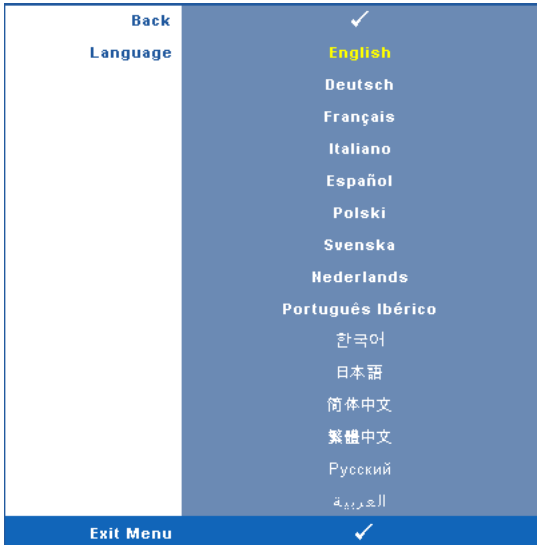 Back ✓
Language English
Deutsch
Français
Italiano
Español
Polski
Svenska
Nederlands
Português Ibérico
한국어
日本語
简体中文
繁體中文
Русский
العربية
Exit Menu ✓